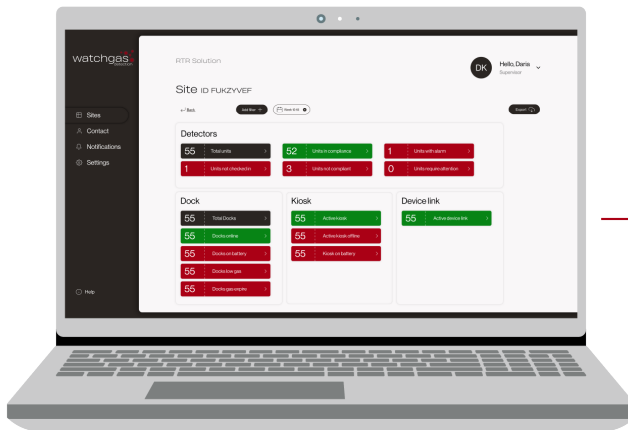 watchgas
detection
RTR Solution
DK
Hello, Daria
Supervisor
Site ID FUKZYVEF
Back
Add filter +
Export
Sites
Contact
Notifications
Settings
Help
Detectors
55 Total units
52 Units in compliance
1 Units with alarm
1 Units not checked in
3 Units not compliant
0 Units require attention
Dock
55 Total Docks
55 Docks online
55 Docks on battery
55 Docks low gas
55 Docks gas expire
Kiosk
55 Active kiosk
55 Active kiosk offline
55 Kiosk on battery
Device link
55 Active device link